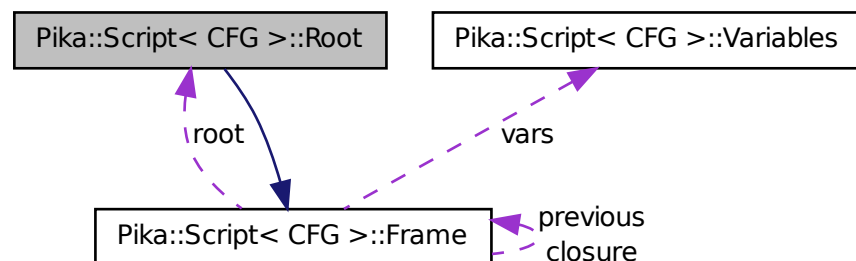 Pika::Script< CFG >::Root
Pika::Script< CFG >::Variables
root
vars
Pika::Script< CFG >::Frame
previous
closure